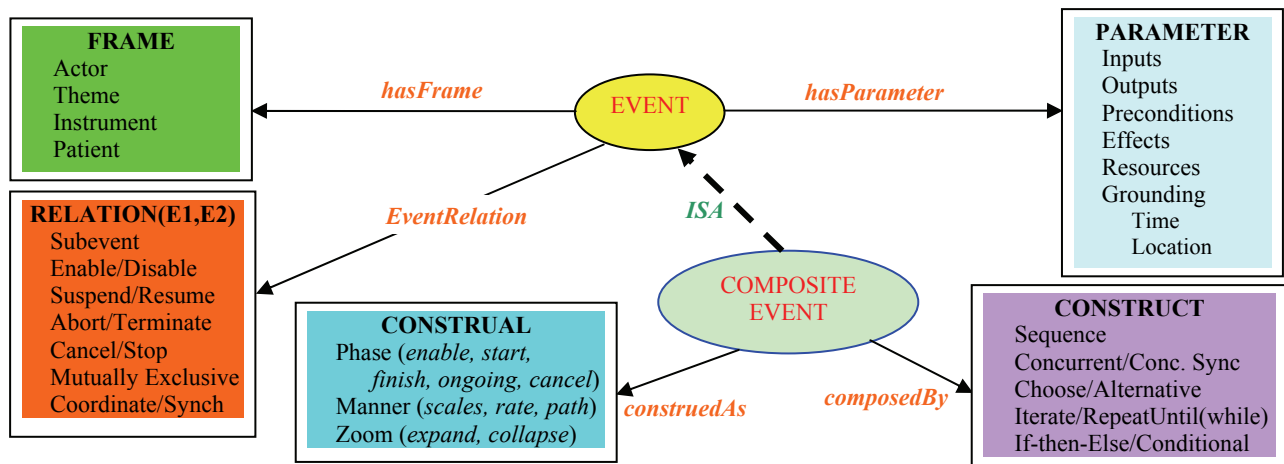 FRAME
Actor
Theme
Instrument
Patient
hasFrame
EVENT
hasParameter
PARAMETER
Inputs
Outputs
Preconditions
Effects
Resources
Grounding
Time
Location
RELATION(E1,E2)
Subevent
Enable/Disable
Suspend/Resume
Abort/Terminate
Cancel/Stop
Mutually Exclusive
Coordinate/Synch
EventRelation
ISA
COMPOSITE
EVENT
CONSTRUAL
Phase (enable, start,
finish, ongoing, cancel)
Manner (scales, rate, path)
Zoom (expand, collapse)
construedAs
composedBy
CONSTRUCT
Sequence
Concurrent/Conc. Sync
Choose/Alternative
Iterate/RepeatUntil(while)
If-then-Else/Conditional